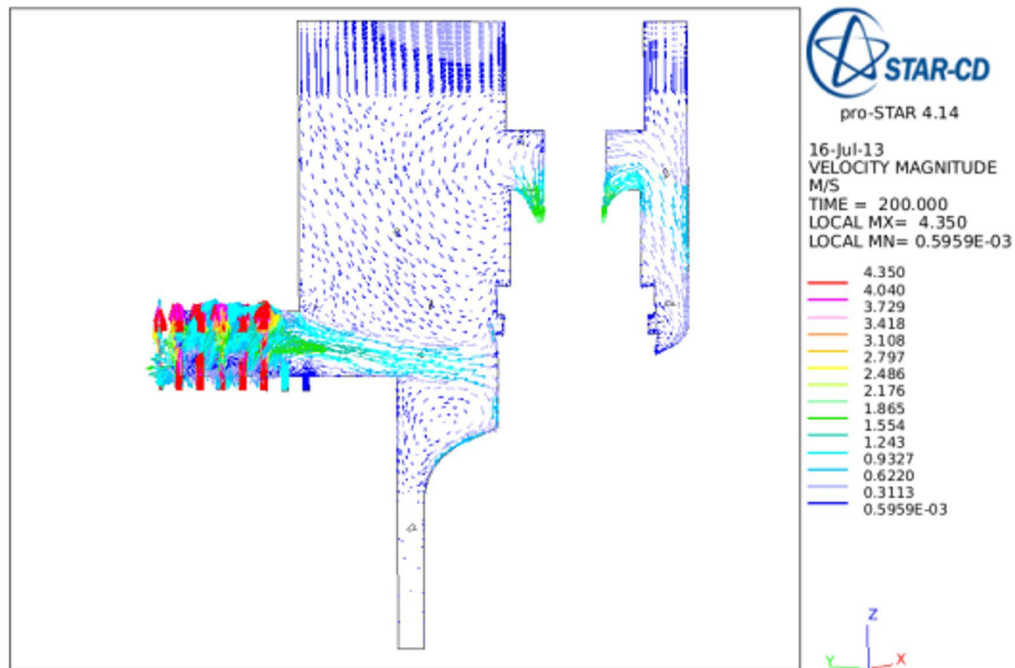 STAR-CD
pro-STAR 4.14
16-Jul-13
VELOCITY MAGNITUDE
M/S
TIME = 200.000
LOCAL MX= 4.350
LOCAL MN= 0.5959E-03
4.350
4.040
3.729
3.418
3.108
2.797
2.486
2.176
1.865
1.554
1.243
0.9327
0.6220
0.3113
0.5959E-03
Z
Y
X